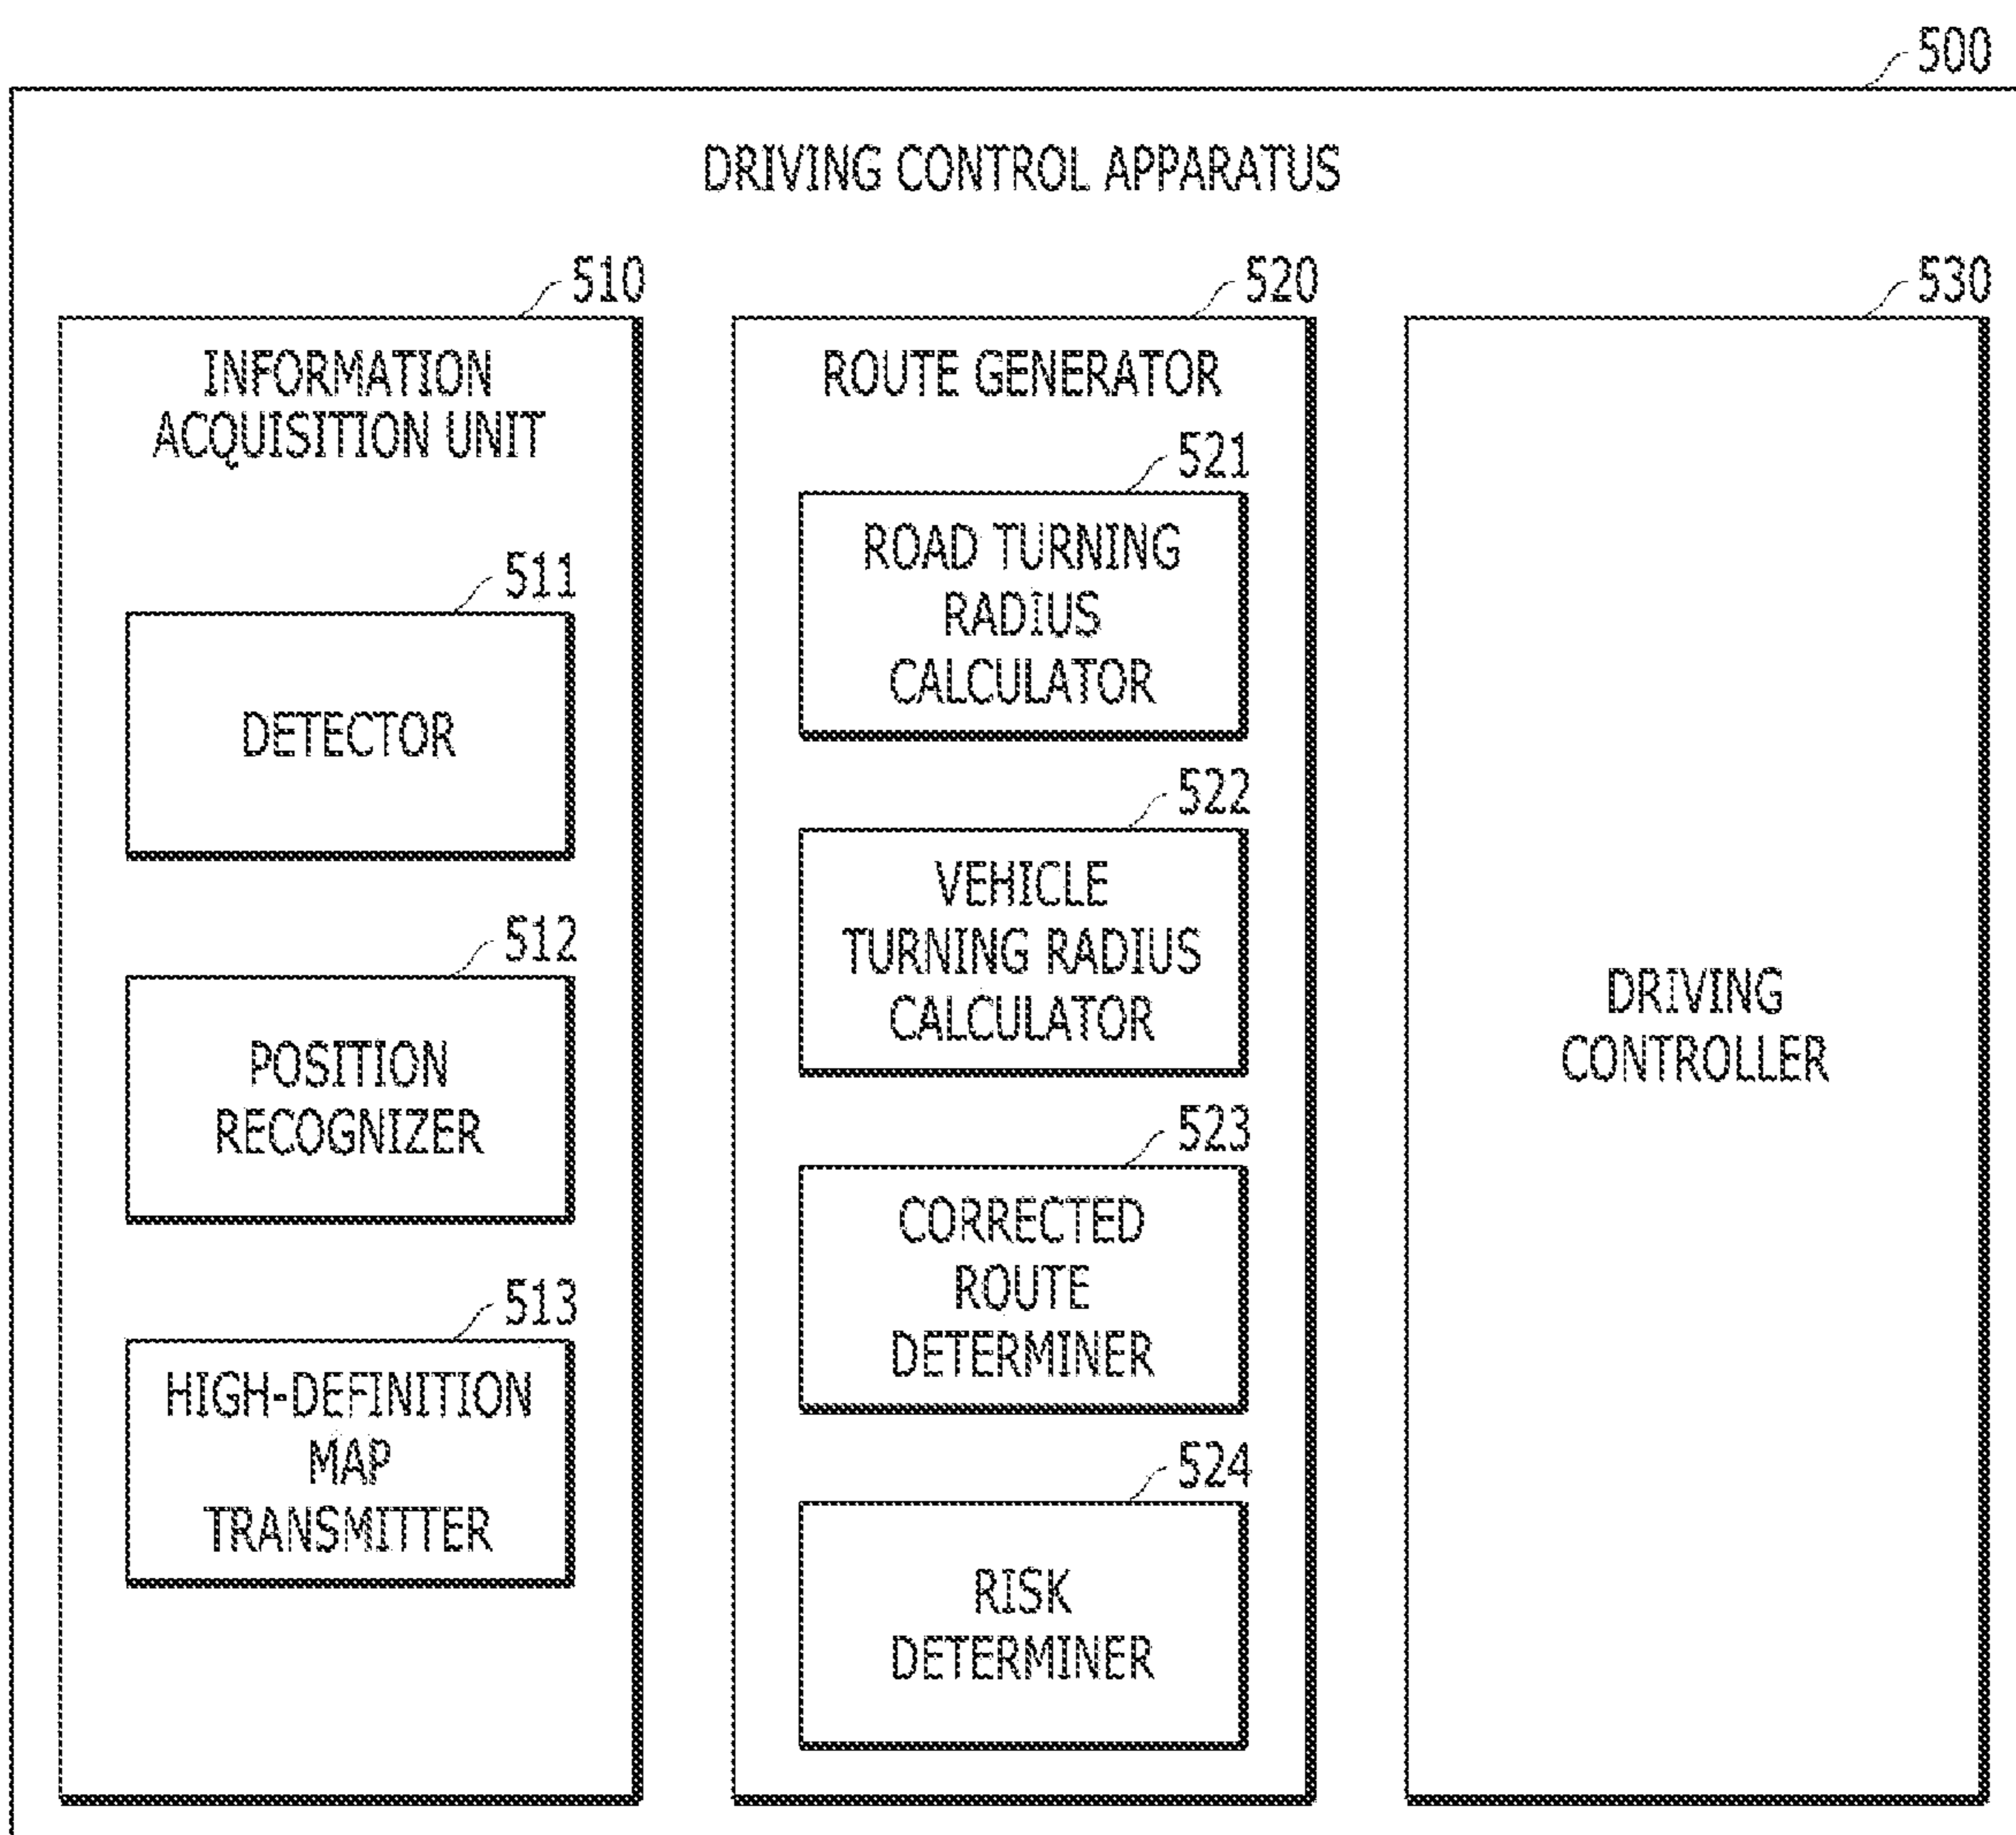 500
DRIVING CONTROL APPARATUS
510
INFORMATION
ACQUISITION UNIT
511
DETECTOR
512
POSITION
RECOGNIZER
513
HIGH-DEFINITION
MAP
TRANSMITTER
520
ROUTE GENERATOR
521
ROAD TURNING
RADIUS
CALCULATOR
522
VEHICLE
TURNING RADIUS
CALCULATOR
523
CORRECTED
ROUTE
DETERMINER
524
RISK
DETERMINER
530
DRIVING
CONTROLLER